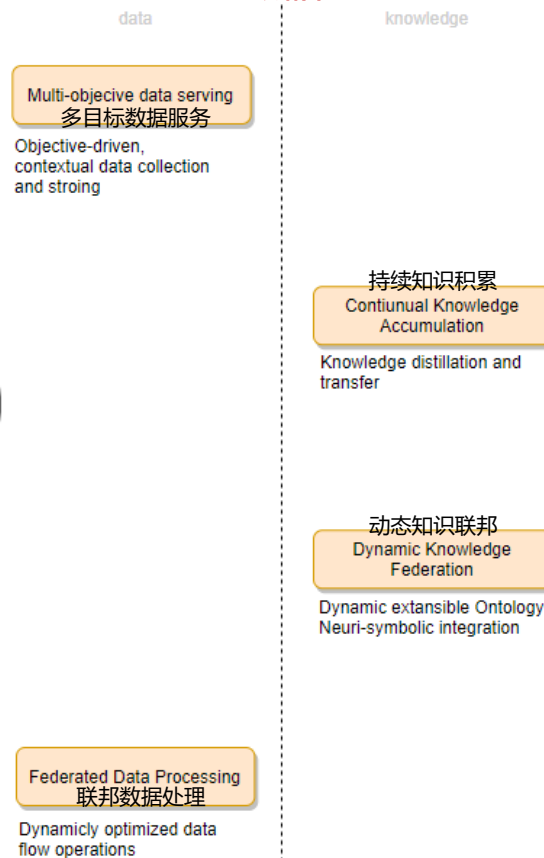 data
knowledge
Multi-objecive data serving
多目标数据服务
Objective-driven,
contextual data collection
and stroing
持续知识积累
Contiunual Knowledge
Accumulation
Knowledge distillation and
transfer
动态知识联邦
Dynamic Knowledge
Federation
Dynamic extansible Ontology
Neuri-symbolic integration
Federated Data Processing
联邦数据处理
Dynamicly optimized data
flow operations